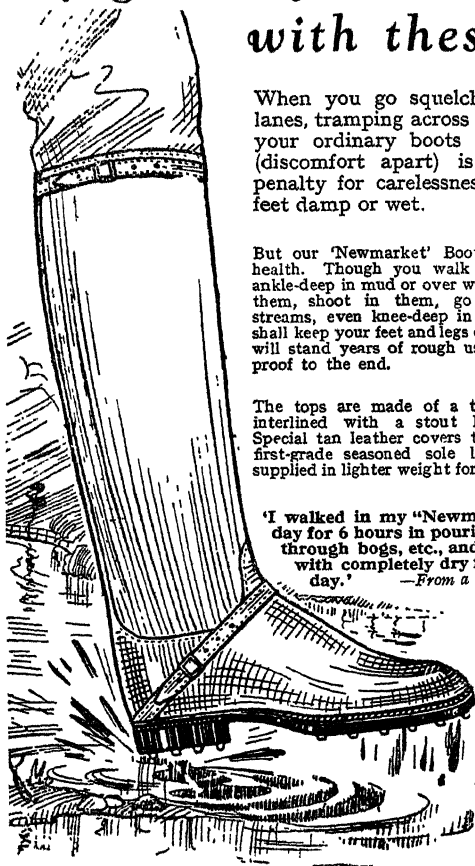 with thes
When you go squelch
lanes, tramping across
your ordinary boots
(discomfort apart) is
penalty for carelessnes
feet damp or wet.
But our 'Newmarket' Boo
health. Though you walk
ankle-deep in mud or over w
them, shoot in them, go
streams, even knee-deep in
shall keep your feet and legs
will stand years of rough u
proof to the end.
The tops are made of a t
interlined with a stout
Special tan leather covers t
first-grade seasoned sole l
supplied in lighter weight for
'I walked in my "Newm
day for 6 hours in pouri
through bogs, etc., and
with completely dry
day.' —From a